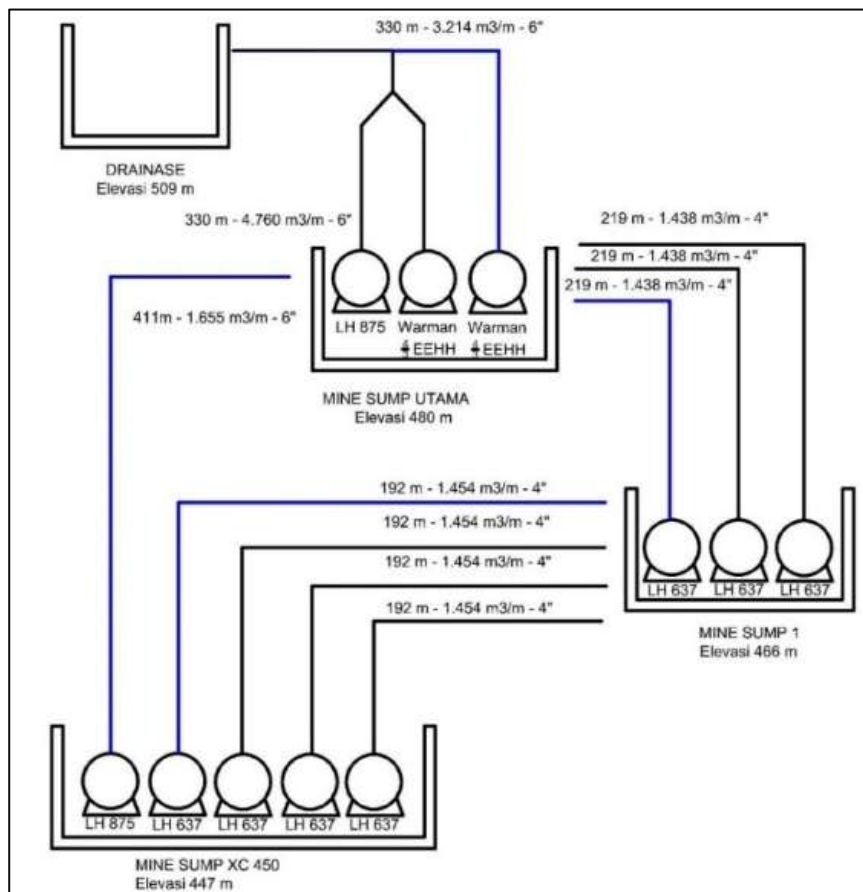 330 m - 3.214 m3/m - 6"
DRAINASE
Elevasi 509 m
330 m - 4.760 m3/m - 6"
219 m - 1.438 m3/m - 4"
219 m - 1.438 m3/m - 4"
219 m - 1.438 m3/m - 4"
411m - 1.655 m3/m - 6"
LH 875 Warman Warman
EEHH EEHH
MINE SUMP UTAMA
Elevasi 480 m
192 m - 1.454 m3/m - 4"
192 m - 1.454 m3/m - 4"
192 m - 1.454 m3/m - 4"
192 m - 1.454 m3/m - 4"
LH 637 LH 637 LH 637
MINE SUMP 1
Elevasi 466 m
LH 875 LH 637 LH 637 LH 637 LH 637
MINE SUMP XC 450
Elevasi 447 m